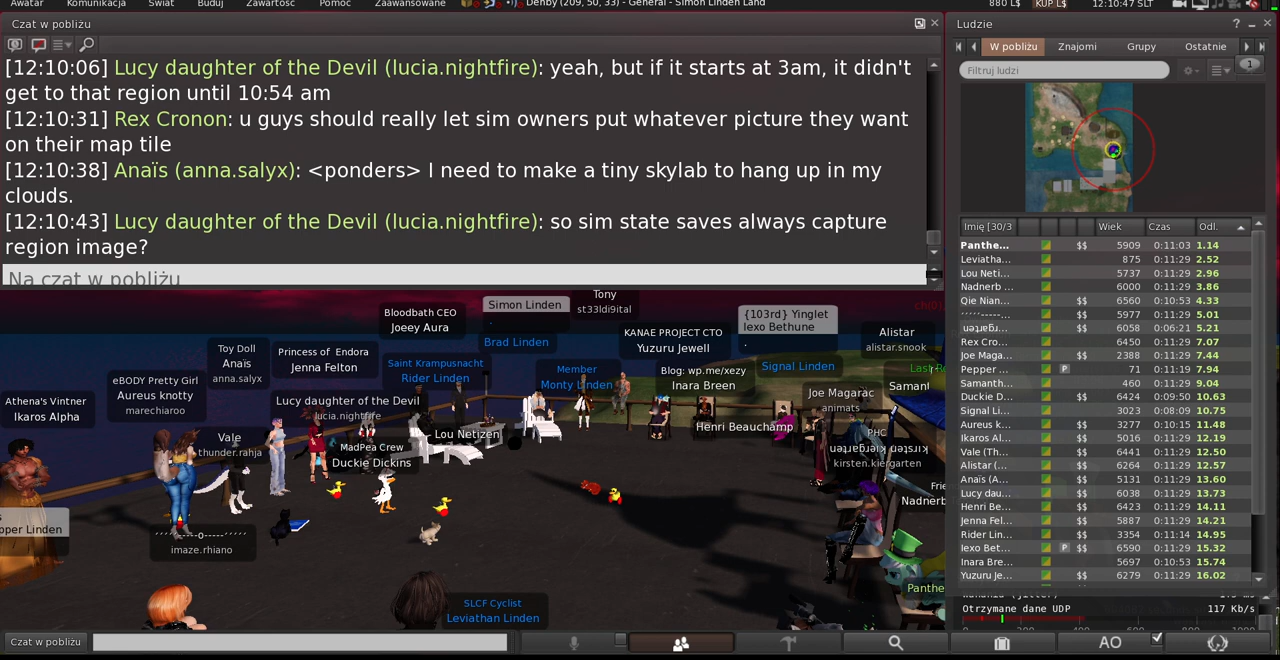 Awatar Komunikacja Świat Buduj Zawartość Pomoc Zaawansowane Denby (209, 50, 33) - General - Simon Linden Land 880 L$ KUP L$ 12:10:47 SLT
Czat w pobliżu
[12:10:06] Lucy daughter of the Devil (lucia.nightfire): yeah, but if it starts at 3am, it didn't
get to that region until 10:54 am
[12:10:31] Rex Cronon: u guys should really let sim owners put whatever picture they want
on their map tile
[12:10:38] Anaïs (anna.salyx): <ponders> I need to make a tiny skylab to hang up in my
clouds.
[12:10:43] Lucy daughter of the Devil (lucia.nightfire): so sim state saves always capture
region image?
Na czat w pobliżu
Tony
st33ldi9ital
Simon Linden
.
Brad Linden
Bloodbath CEO
Joeey Aura
{103rd} Yinglet
Iexo Bethune
.
KANAE PROJECT CTO
Yuzuru Jewell
Alistar
alistar.snook
Toy Doll
Anaïs
anna.salyx
Princess of Endora
Jenna Felton
Saint Krampusnacht
Rider Linden
Member
Monty Linden
Blog: wp.me/xezy
Inara Breen
Signal Linden
eBODY Pretty Girl
Aureus knotty
marechiaroo
Athena's Vintner
Ikaros Alpha
Lucy daughter of the Devil
lucia.nightfire
Joe Magarac
animats
Samant
Lou Netizen
Henri Beauchamp
Vale
thunder.rahja
MadPea Crew
Duckie Dickins
PHC
kirsten.kiergarten
Frie
Nadnerb
pper Linden
imaze.rhiano
SLCF Cyclist
Leviathan Linden
Panthe
Czat w pobliżu
Ludzie
? _ ×
W pobliżu Znajomi Grupy Ostatnie
Filtruj ludzi
1
Imię [30/3 Wiek Czas Odl.
Panthe... $$ 5909 0:11:03 1.14
Leviatha... 875 0:11:29 2.52
Lou Neti... 5737 0:11:29 2.96
Nadnerb ... 6000 0:11:29 3.86
Qie Nian... $$ 6560 0:10:53 4.33
´´´´´-----... $$ 5977 0:11:29 5.01
$$ 6058 0:06:21 5.21
Rex Cro... 6450 0:11:29 7.07
Joe Maga... $$ 2388 0:11:29 7.44
Pepper ... P 71 0:11:19 7.94
Samanth... 460 0:11:29 9.04
Duckie D... $$ 6424 0:09:50 10.63
Signal Li... 3023 0:08:09 10.75
Aureus k... $$ 3277 0:10:15 11.48
Ikaros Al... $$ 5016 0:11:29 12.19
Vale (Th... $$ 6441 0:11:29 12.50
Alistar (... $$ 6264 0:11:29 12.57
Anaïs (A... $$ 5131 0:11:29 13.60
Lucy dau... $$ 6038 0:11:29 13.73
Henri Be... $$ 6423 0:11:29 14.11
Jenna Fel... $$ 5887 0:11:29 14.21
Rider Lin... $$ 3354 0:11:14 14.95
Iexo Bet... P $$ 6590 0:11:29 15.32
Inara Bre... 5697 0:10:53 15.74
Yuzuru Je... $$ 6279 0:11:29 16.02
Otrzymane dane UDP 117 Kb/s
AO